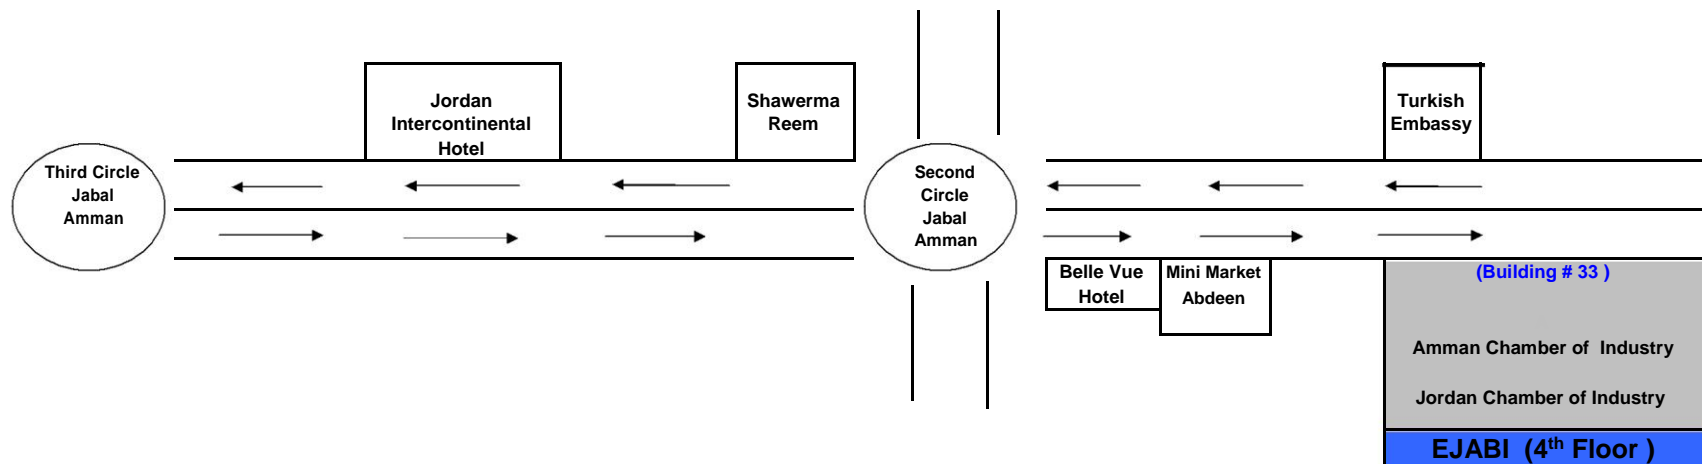 Third Circle
Jabal
Amman
Jordan
Intercontinental
Hotel
Shawerma
Reem
Second
Circle
Jabal
Amman
Turkish
Embassy
Belle Vue
Hotel
Mini Market
Abdeen
(Building # 33 )
Amman Chamber of Industry
Jordan Chamber of Industry
EJABI (4th Floor )